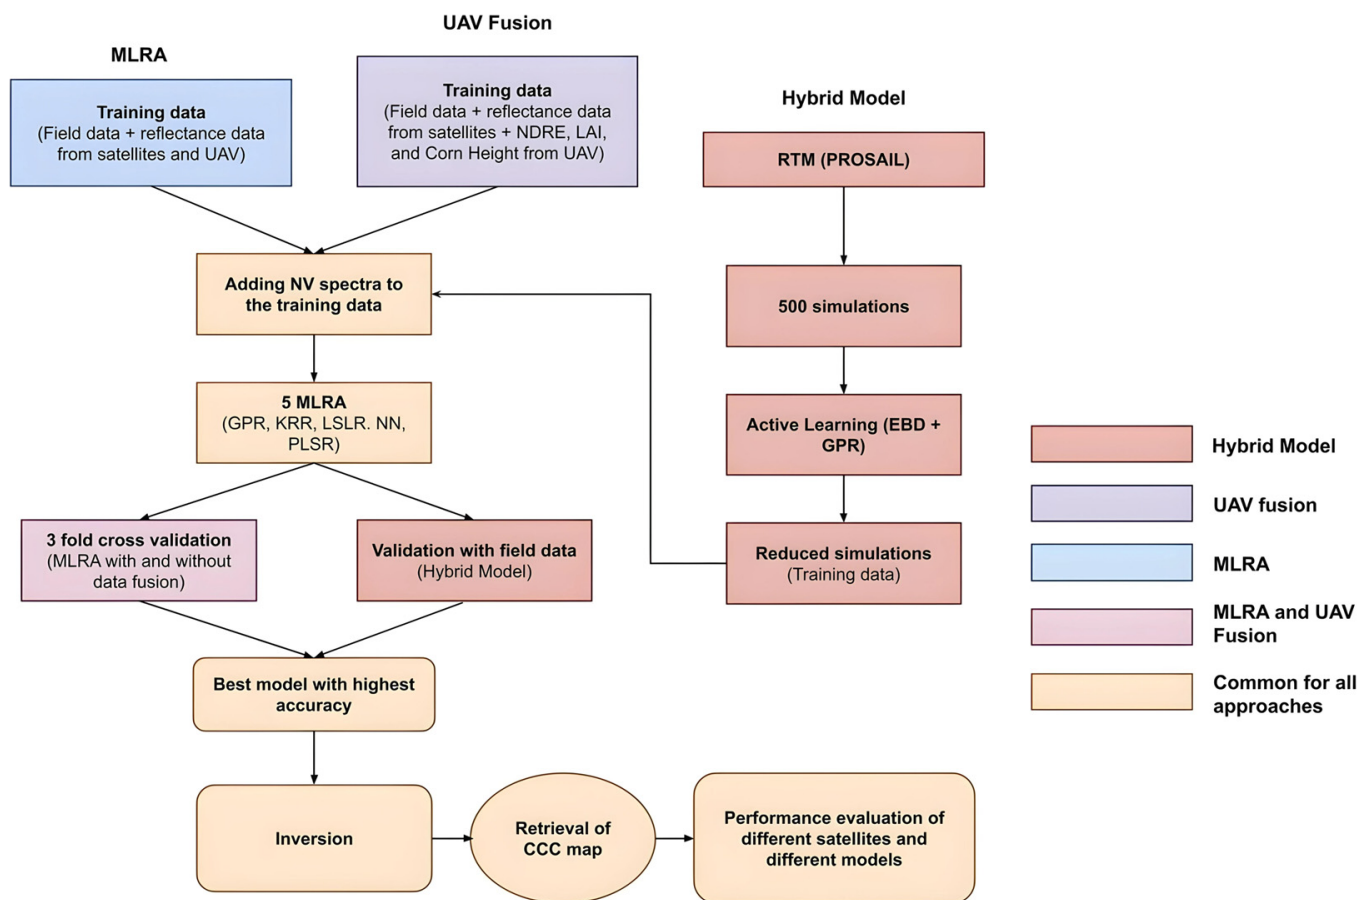 UAV Fusion
MLRA
Hybrid Model
Training data
(Field data + reflectance data
from satellites and UAV)
Training data
(Field data + reflectance data
from satellites + NDRE, LAI,
and Corn Height from UAV)
RTM (PROSAIL)
Adding NV spectra to
the training data
500 simulations
5 MLRA
(GPR, KRR, LSLR. NN,
PLSR)
Active Learning (EBD +
GPR)
3 fold cross validation
(MLRA with and without
data fusion)
Validation with field data
(Hybrid Model)
Reduced simulations
(Training data)
Best model with highest
accuracy
Inversion
Retrieval of
CCC map
Performance evaluation of
different satellites and
different models
Hybrid Model
UAV fusion
MLRA
MLRA and UAV
Fusion
Common for all
approaches